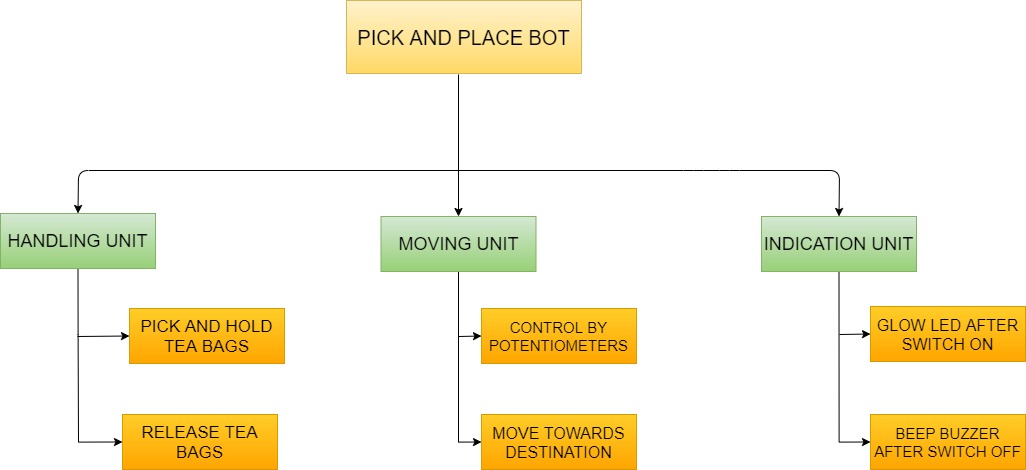 PICK AND PLACE BOT
HANDLING UNIT
PICK AND HOLD
TEA BAGS
RELEASE TEA
BAGS
MOVING UNIT
CONTROL BY
POTENTIOMETERS
MOVE TOWARDS
DESTINATION
INDICATION UNIT
GLOW LED AFTER
SWITCH ON
BEEP BUZZER
AFTER SWITCH OFF